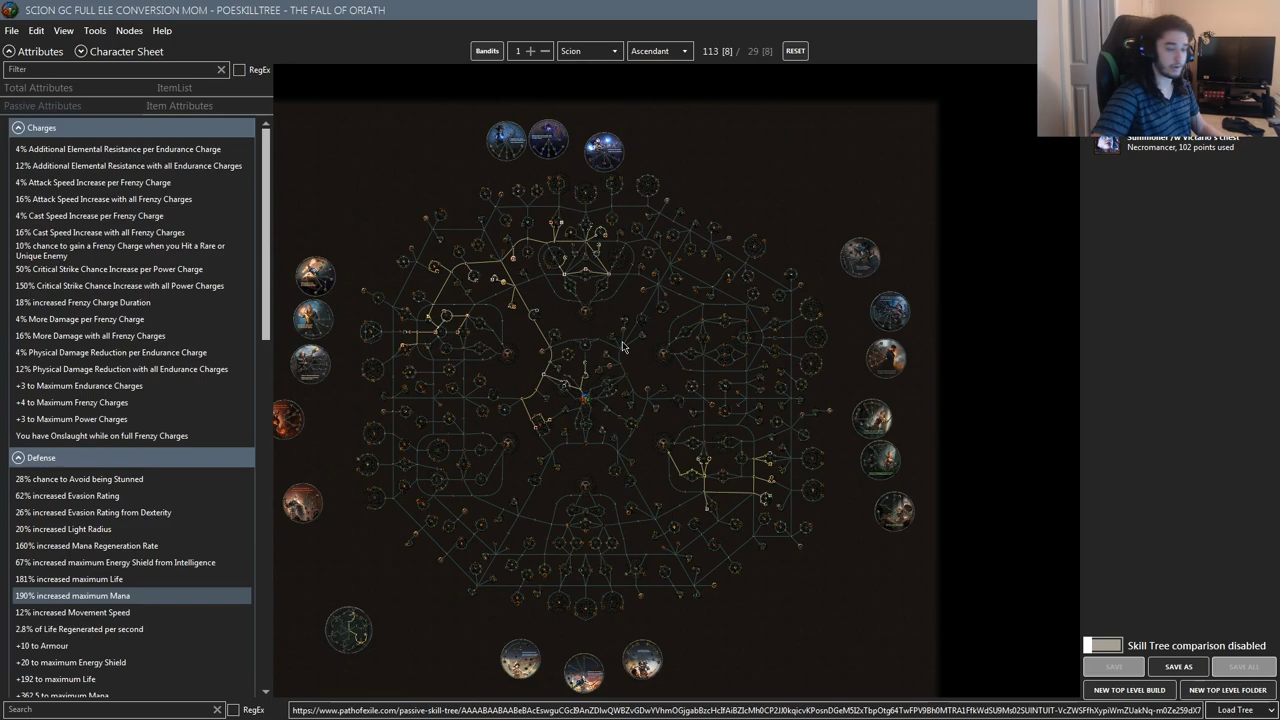 SCION GC FULL ELE CONVERSION MOM - POESKILLTREE - THE FALL OF ORIATH
File Edit View Tools Nodes Help
Attributes Character Sheet
Bandits 1 Scion Ascendant 113 [8] / 29 [8] RESET
Filter RegEx
Total Attributes ItemList
Passive Attributes Item Attributes
Charges
4% Additional Elemental Resistance per Endurance Charge
12% Additional Elemental Resistance with all Endurance Charges
4% Attack Speed Increase per Frenzy Charge
16% Attack Speed Increase with all Frenzy Charges
4% Cast Speed Increase per Frenzy Charge
16% Cast Speed Increase with all Frenzy Charges
10% chance to gain a Frenzy Charge when you Hit a Rare or
Unique Enemy
50% Critical Strike Chance Increase per Power Charge
150% Critical Strike Chance Increase with all Power Charges
18% increased Frenzy Charge Duration
4% More Damage per Frenzy Charge
16% More Damage with all Frenzy Charges
4% Physical Damage Reduction per Endurance Charge
12% Physical Damage Reduction with all Endurance Charges
+3 to Maximum Endurance Charges
+4 to Maximum Frenzy Charges
+3 to Maximum Power Charges
You have Onslaught while on full Frenzy Charges
Defense
28% chance to Avoid being Stunned
62% increased Evasion Rating
26% increased Evasion Rating from Dexterity
20% increased Light Radius
160% increased Mana Regeneration Rate
67% increased maximum Energy Shield from Intelligence
181% increased maximum Life
190% increased maximum Mana
12% increased Movement Speed
2.8% of Life Regenerated per second
+10 to Armour
+20 to maximum Energy Shield
+192 to maximum Life
+362.5 to maximum Mana
Search RegEx
Summoner /w Victario's chest
Necromancer, 102 points used
Skill Tree comparison disabled
SAVE SAVE AS SAVE ALL
NEW TOP LEVEL BUILD NEW TOP LEVEL FOLDER
Load Tree